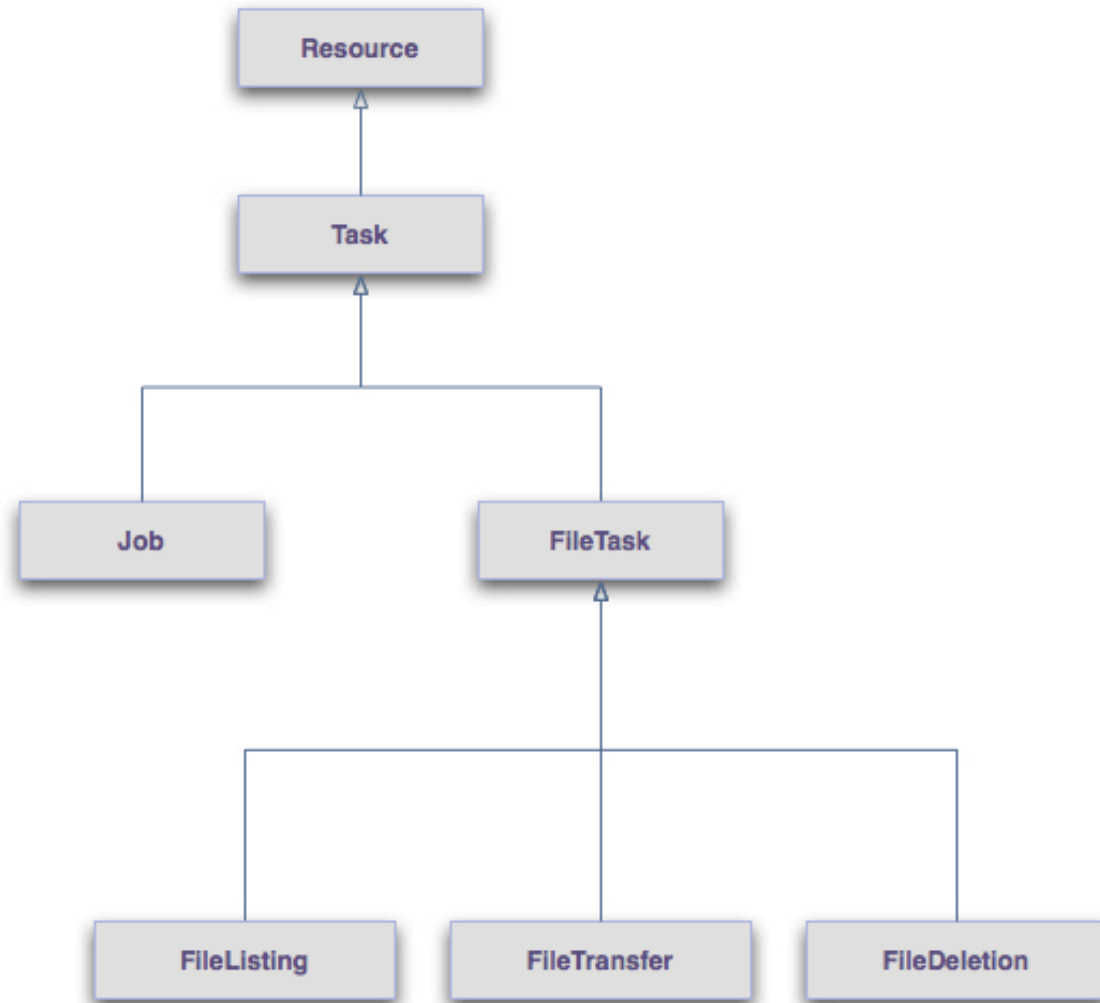 Resource
Task
Job
FileTask
FileListing
FileTransfer
FileDeletion